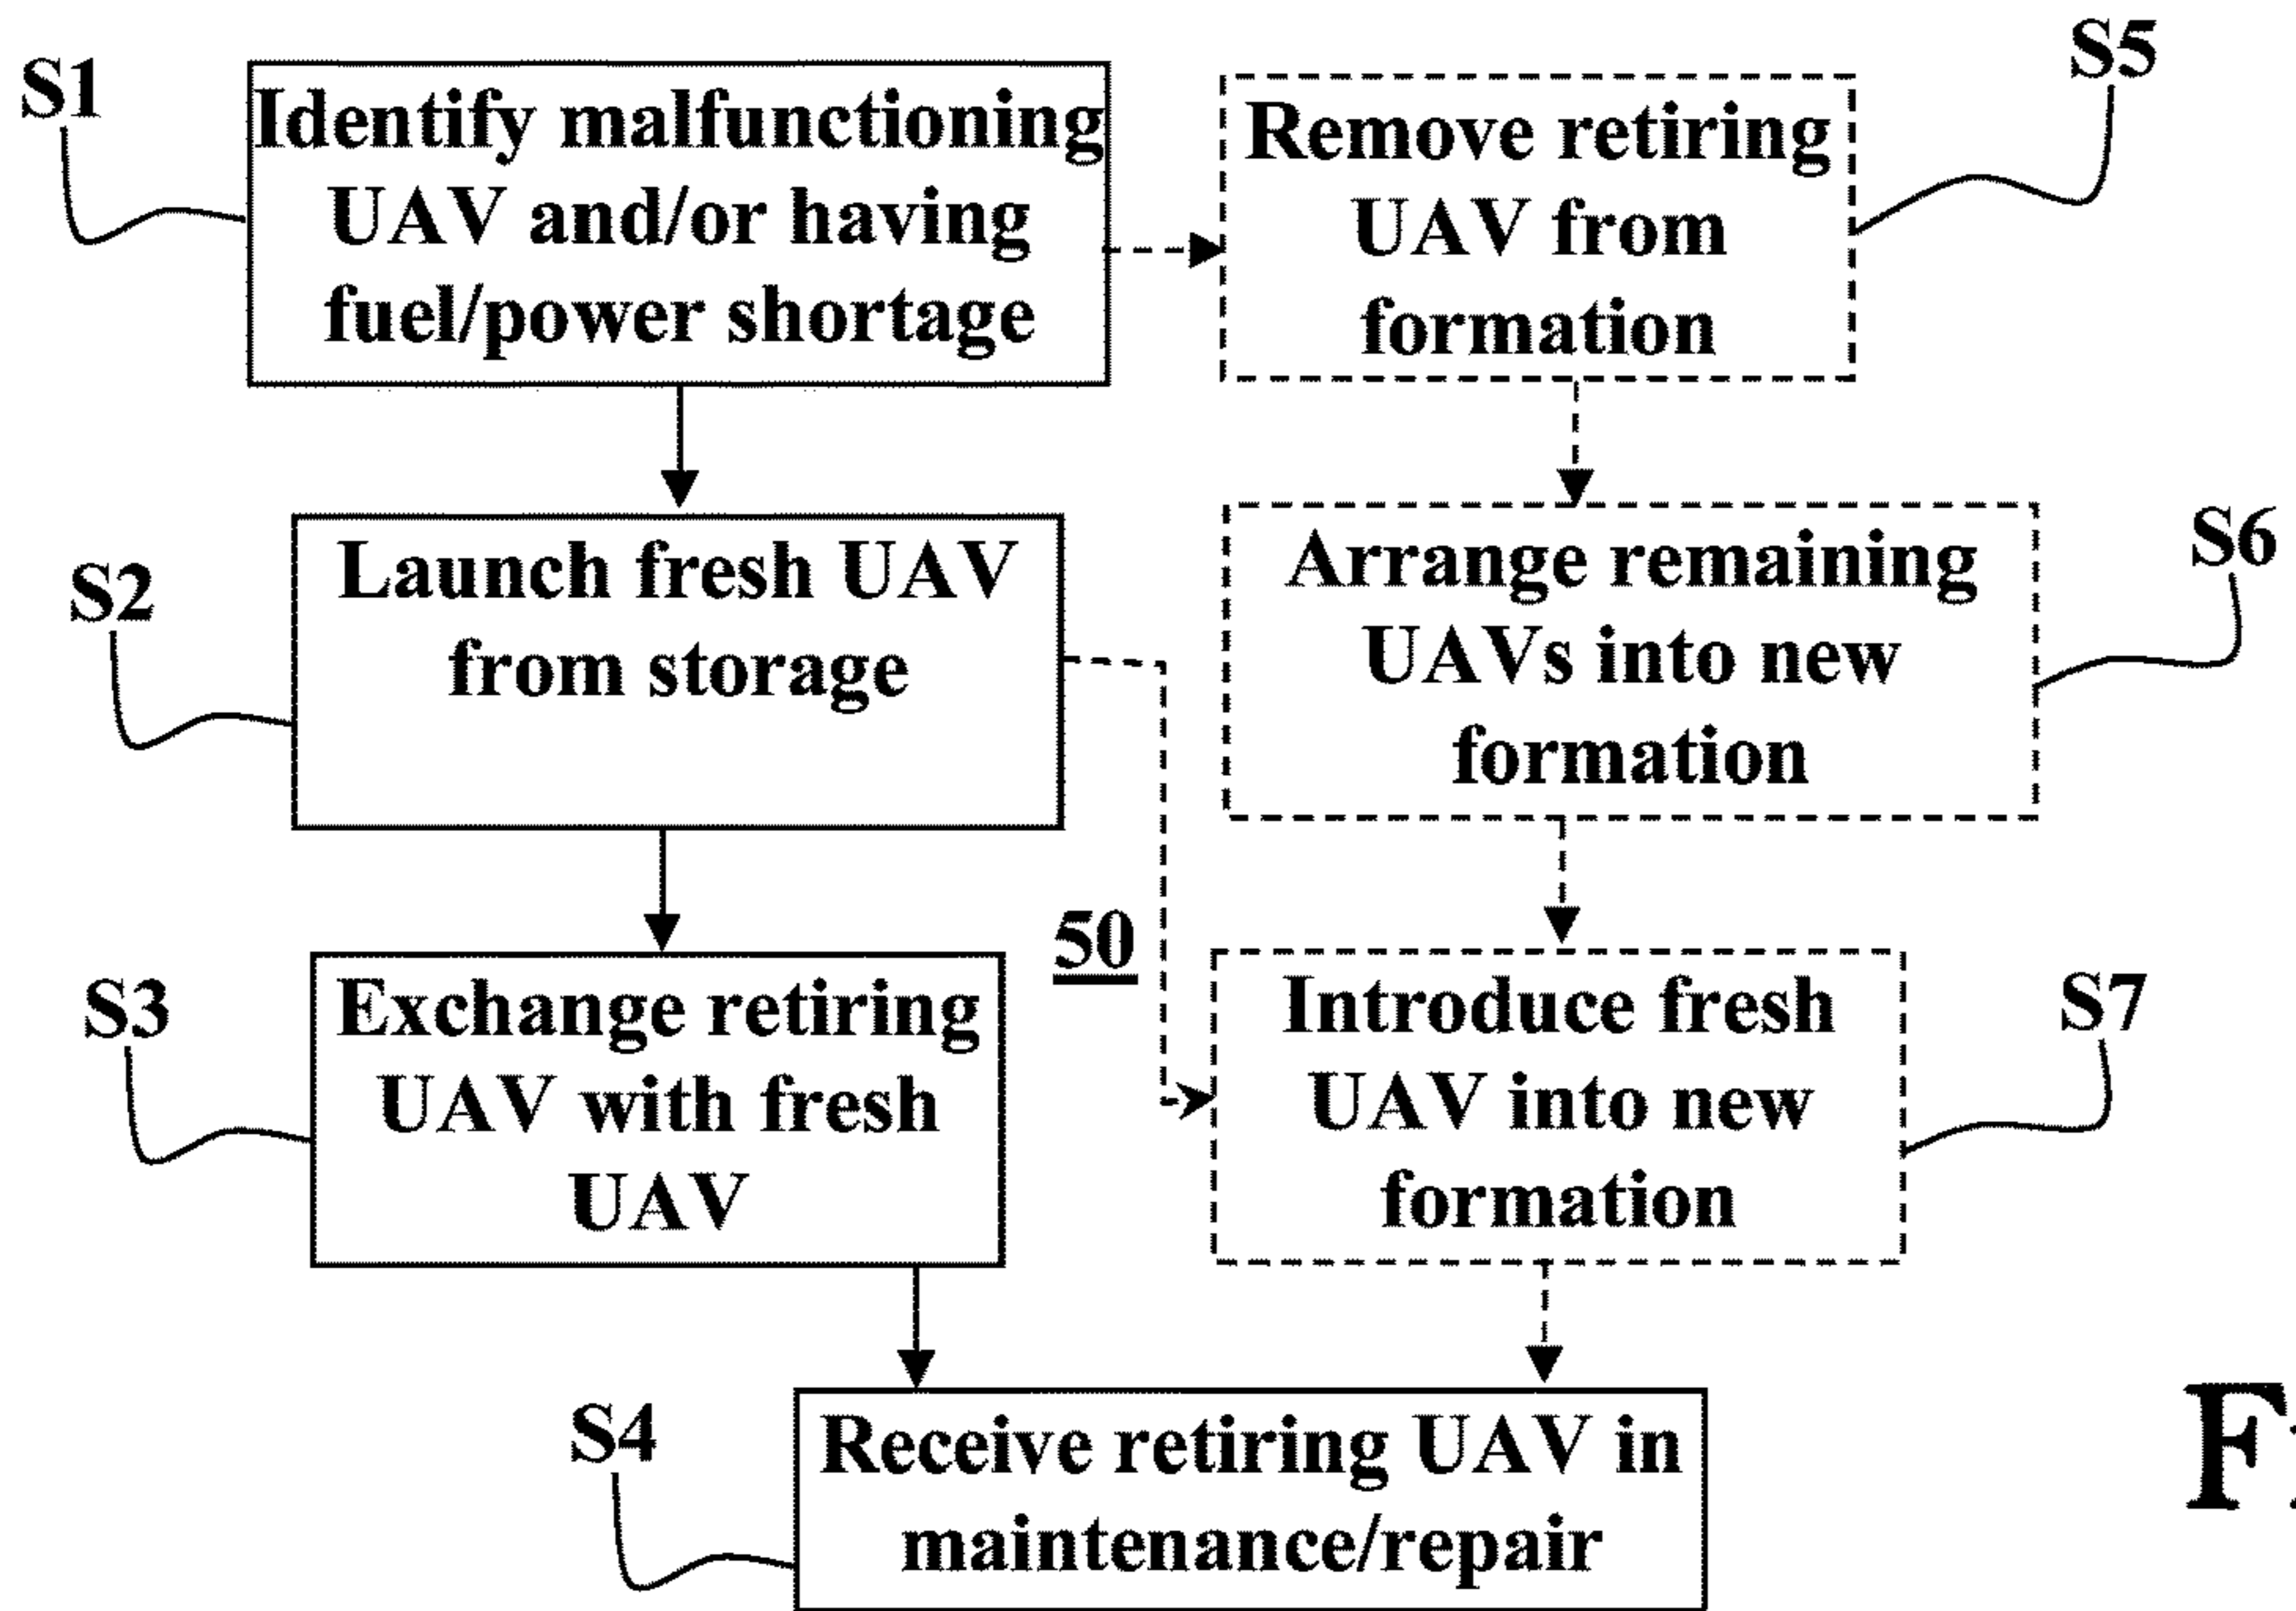 S1
Identify malfunctioning
UAV and/or having
fuel/power shortage
S5
Remove retiring
UAV from
formation
S2
Launch fresh UAV
from storage
S6
Arrange remaining
UAVs into new
formation
50
S3
Exchange retiring
UAV with fresh
UAV
S7
Introduce fresh
UAV into new
formation
S4
Receive retiring UAV in
maintenance/repair